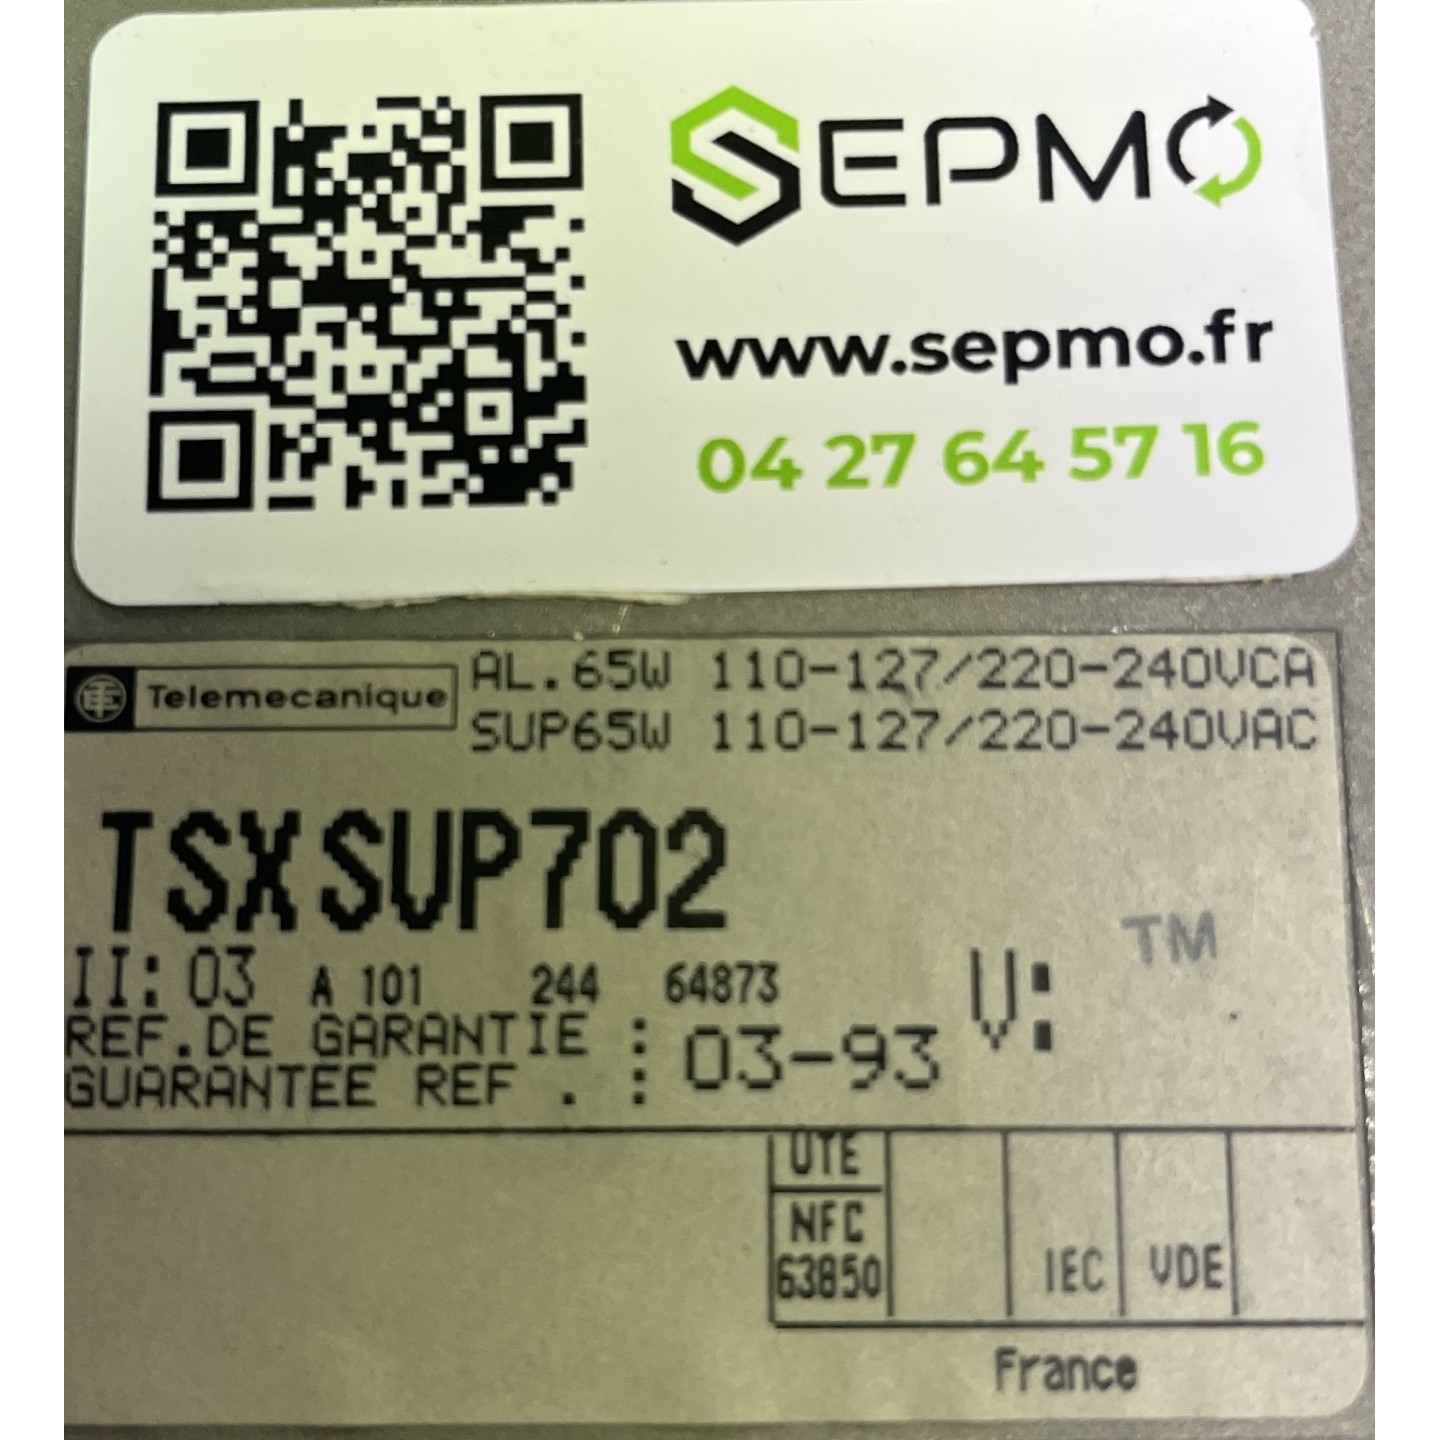 SEPMO
www.sepmo.fr
04 27 64 57 16
Telemecanique
AL.65W 110-127/220-240VCA
SUP65W 110-127/220-240VAC
TSXSUP702
II: 03 A 101 244 64873 V: TM
REF.DE GARANTIE :
GUARANTEE REF . : 03-93
UTE
NFC
63850
IEC
VDE
France